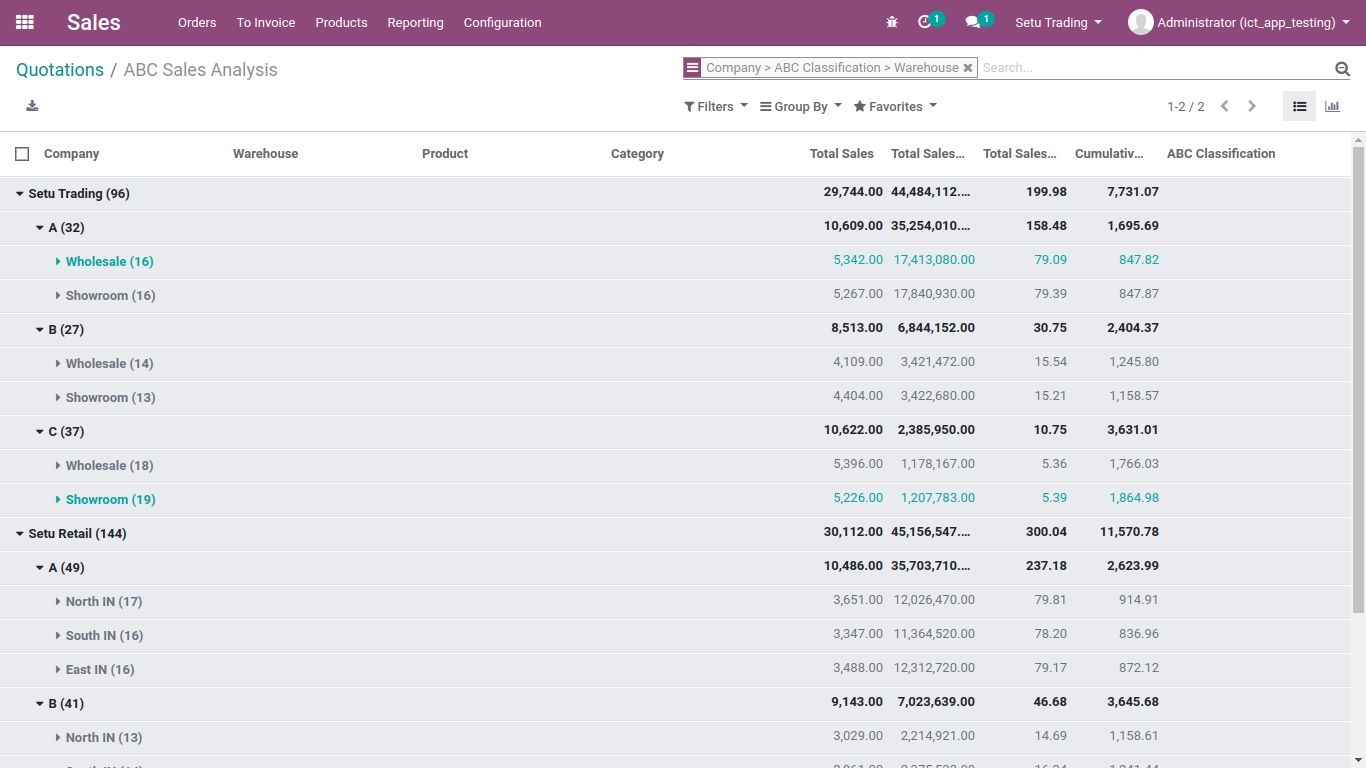 Sales Orders To Invoice Products Reporting Configuration 1 1 Setu Trading Administrator (ict_app_testing)
Quotations / ABC Sales Analysis Company > ABC Classification > Warehouse Search...
Filters Group By Favorites 1-2 / 2
Company Warehouse Product Category Total Sales Total Sales... Total Sales... Cumulativ... ABC Classification
Setu Trading (96) 29,744.00 44,484,112.... 199.98 7,731.07
A (32) 10,609.00 35,254,010.... 158.48 1,695.69
Wholesale (16) 5,342.00 17,413,080.00 79.09 847.82
Showroom (16) 5,267.00 17,840,930.00 79.39 847.87
B (27) 8,513.00 6,844,152.00 30.75 2,404.37
Wholesale (14) 4,109.00 3,421,472.00 15.54 1,245.80
Showroom (13) 4,404.00 3,422,680.00 15.21 1,158.57
C (37) 10,622.00 2,385,950.00 10.75 3,631.01
Wholesale (18) 5,396.00 1,178,167.00 5.36 1,766.03
Showroom (19) 5,226.00 1,207,783.00 5.39 1,864.98
Setu Retail (144) 30,112.00 45,156,547.... 300.04 11,570.78
A (49) 10,486.00 35,703,710.... 237.18 2,623.99
North IN (17) 3,651.00 12,026,470.00 79.81 914.91
South IN (16) 3,347.00 11,364,520.00 78.20 836.96
East IN (16) 3,488.00 12,312,720.00 79.17 872.12
B (41) 9,143.00 7,023,639.00 46.68 3,645.68
North IN (13) 3,029.00 2,214,921.00 14.69 1,158.61